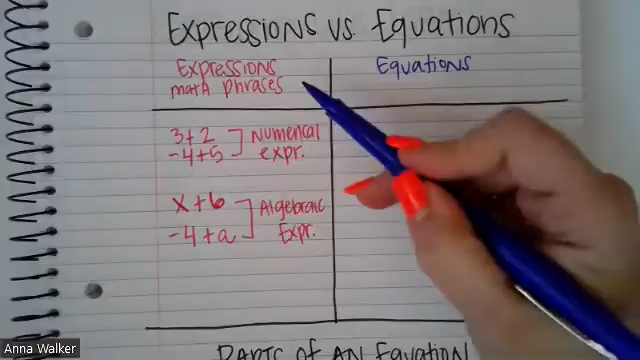 Expressions vs. Equations
Expressions
math phrases
Equations
3+2
-4+5
Numerical
expr.
x+6
-4+a
Algebraic
Expr.
PARTS OF AN Equation
Anna Walker